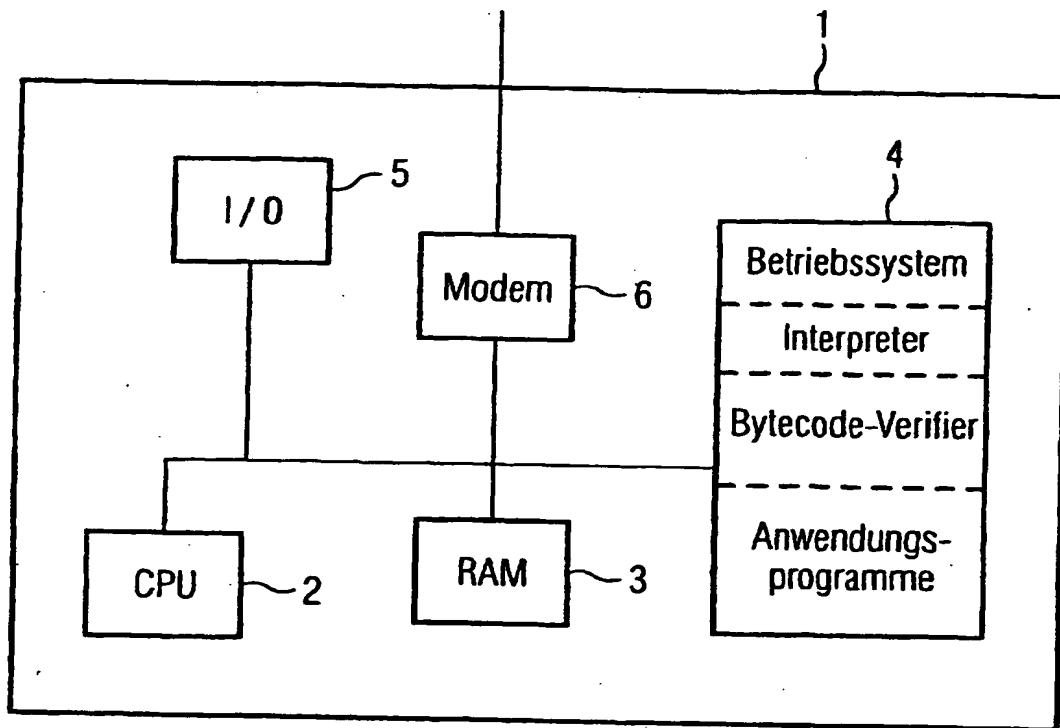 1
5
I/O
4
Betriebssystem
Modem
6
Interpreter
Bytecode-Verifier
Anwendungs-
programme
CPU
2
RAM
3